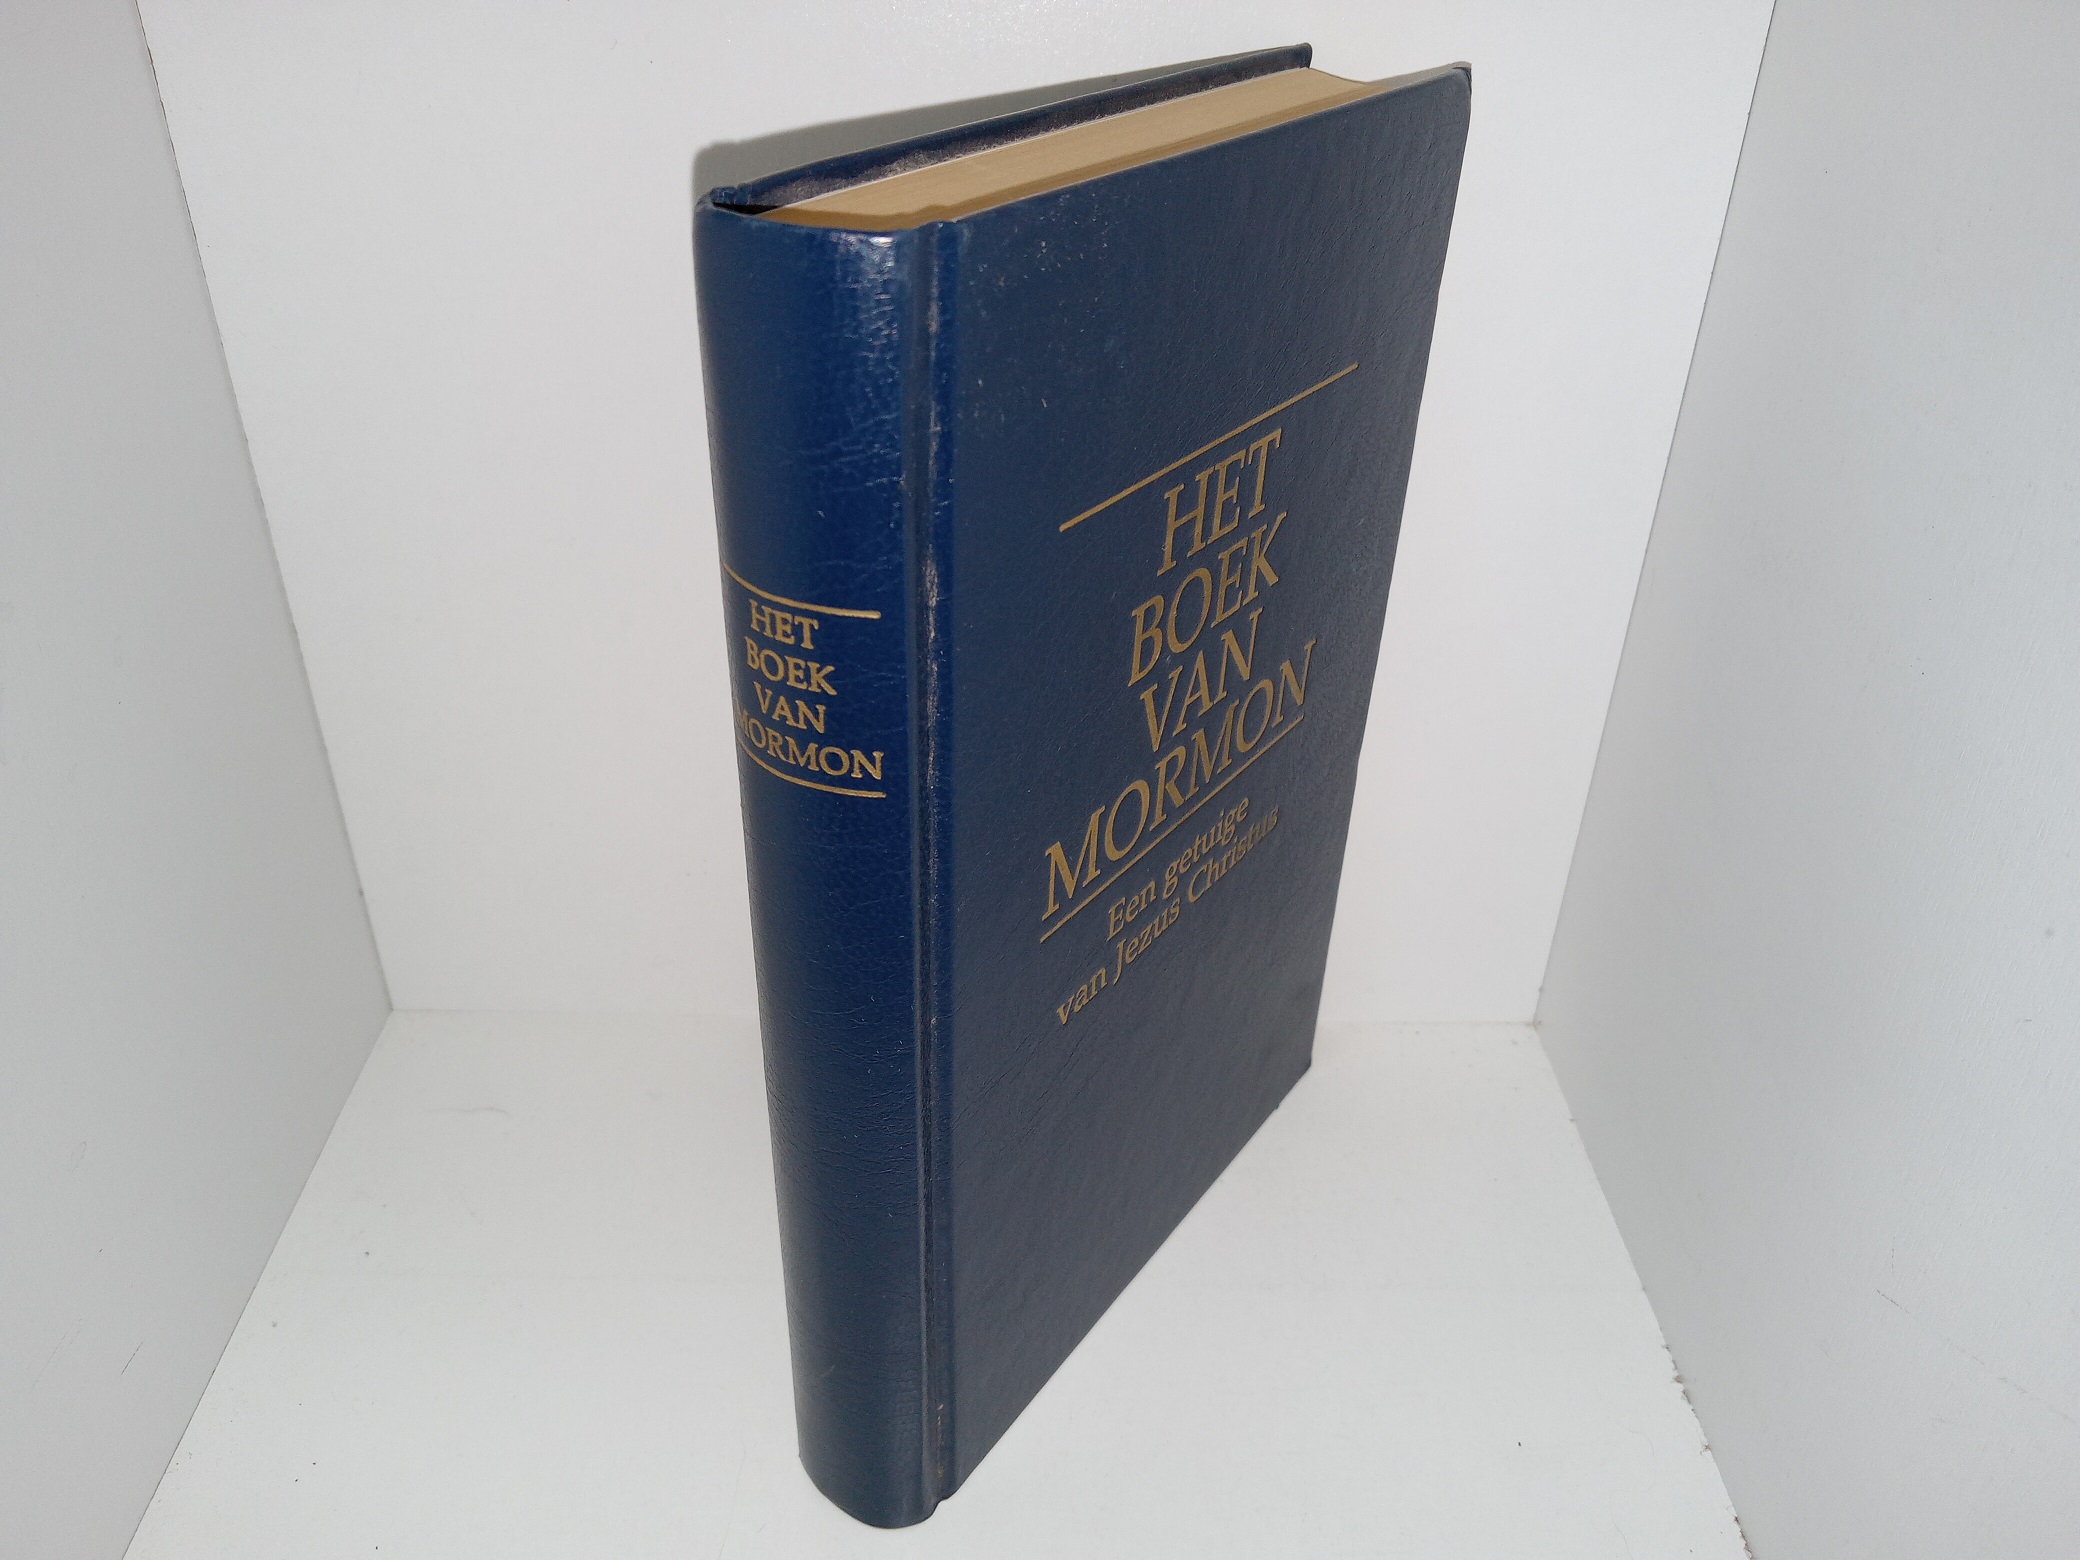 HET
BOEK
VAN
MORMON
HET
BOEK
VAN
MORMON
Een getuige
van Jezus Christus